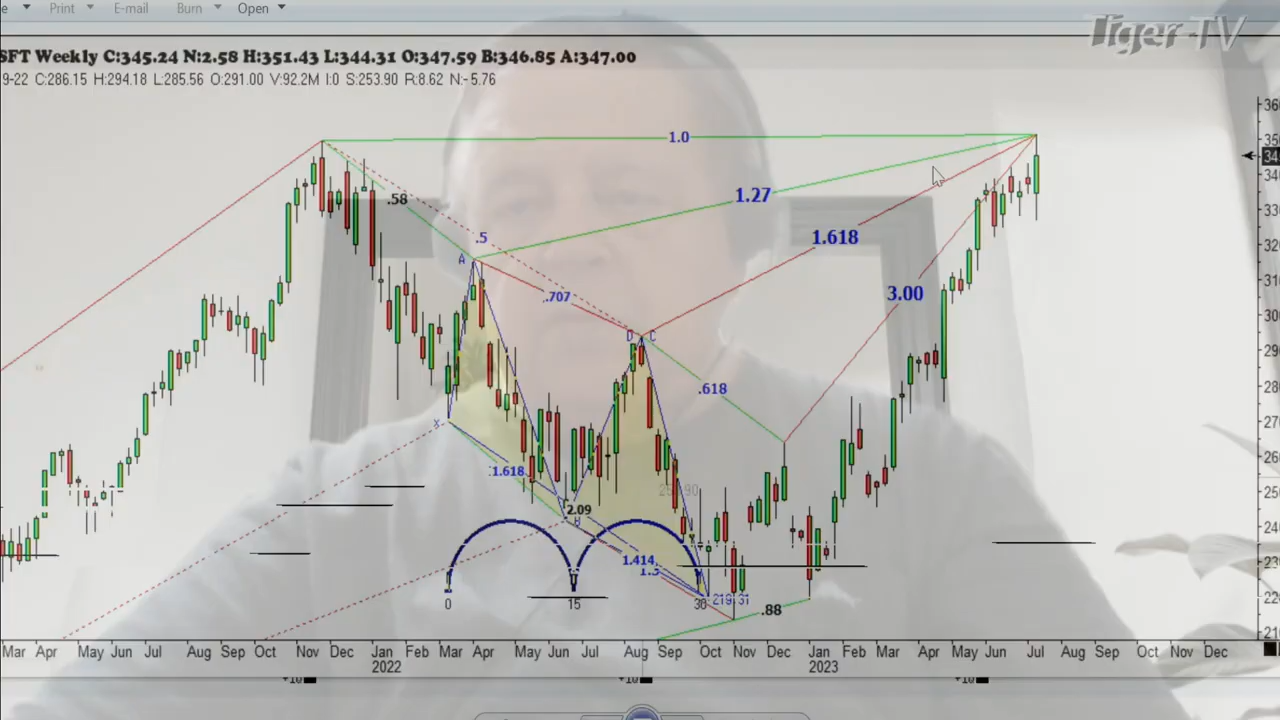 Print E-mail Burn Open
Tiger TV
SFT Weekly C:345.24 N:2.58 H:351.43 L:344.31 O:347.59 B:346.85 A:347.00
9-22 C:286.15 H:294.18 L:285.56 O:291.00 V:92.2M I:0 S:253.90 R:8.62 N:-5.76
1.0
1.27
.58
.5
1.618
A
.707
3.00
D C
.618
X
1.618
2.09
B
1.414
0 15 30
219.31
.88
Mar Apr May Jun Jul Aug Sep Oct Nov Dec Jan Feb Mar Apr May Jun Jul Aug Sep Oct Nov Dec Jan Feb Mar Apr May Jun Jul Aug Sep Oct Nov Dec
2022 2023